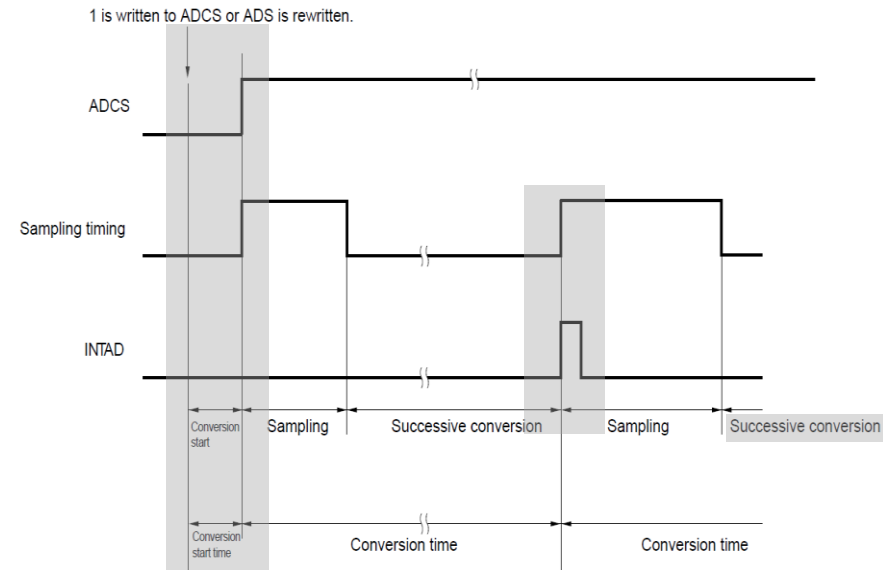 1 is written to ADCS or ADS is rewritten.
ADCS
Sampling timing
INTAD
Conversion
start
Sampling
Successive conversion
Sampling
Successive conversion
Conversion
start time
Conversion time
Conversion time